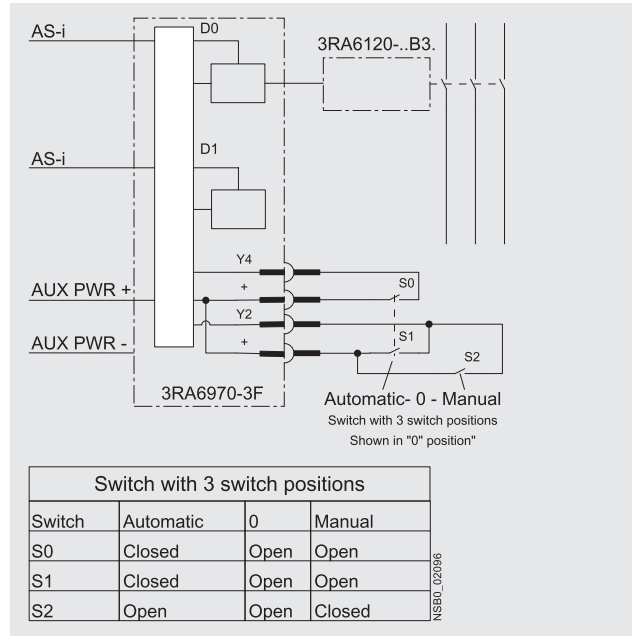 AS-i
D0
3RA6120-..B3.
AS-i
D1
Y4
+
S0
AUX PWR +
Y2
S1
AUX PWR -
+
S2
3RA6970-3F
Automatic- 0 - Manual
Switch with 3 switch positions
Shown in "0" position"
Switch with 3 switch positions
Switch Automatic 0 Manual
S0 Closed Open Open
S1 Closed Open Open
S2 Open Open Closed
NSB0_02096